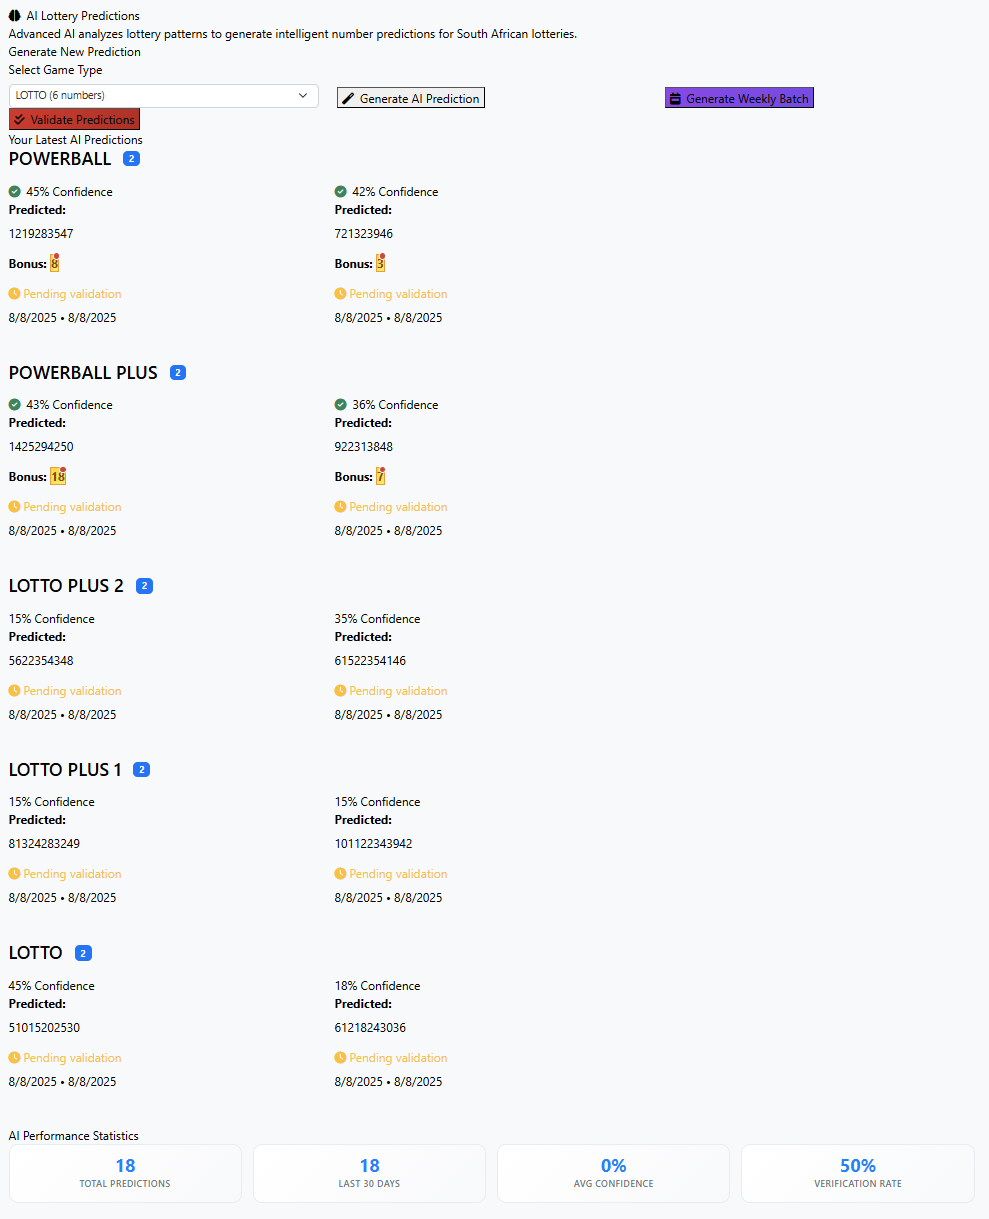 AI Lottery Predictions
Advanced AI analyzes lottery patterns to generate intelligent number predictions for South African lotteries.
Generate New Prediction
Select Game Type
LOTTO (6 numbers)
Generate AI Prediction
Generate Weekly Batch
Validate Predictions
Your Latest AI Predictions
POWERBALL 2
45% Confidence
42% Confidence
Predicted:
Predicted:
1219283547
721323946
Bonus: 8
Bonus: 3
Pending validation
Pending validation
8/8/2025 • 8/8/2025
8/8/2025 • 8/8/2025
POWERBALL PLUS 2
43% Confidence
36% Confidence
Predicted:
Predicted:
1425294250
922313848
Bonus: 18
Bonus: 7
Pending validation
Pending validation
8/8/2025 • 8/8/2025
8/8/2025 • 8/8/2025
LOTTO PLUS 2 2
15% Confidence
35% Confidence
Predicted:
Predicted:
5622354348
61522354146
Pending validation
Pending validation
8/8/2025 • 8/8/2025
8/8/2025 • 8/8/2025
LOTTO PLUS 1 2
15% Confidence
15% Confidence
Predicted:
Predicted:
81324283249
101122343942
Pending validation
Pending validation
8/8/2025 • 8/8/2025
8/8/2025 • 8/8/2025
LOTTO 2
45% Confidence
18% Confidence
Predicted:
Predicted:
51015202530
61218243036
Pending validation
Pending validation
8/8/2025 • 8/8/2025
8/8/2025 • 8/8/2025
AI Performance Statistics
18
18
0%
50%
TOTAL PREDICTIONS
LAST 30 DAYS
AVG CONFIDENCE
VERIFICATION RATE